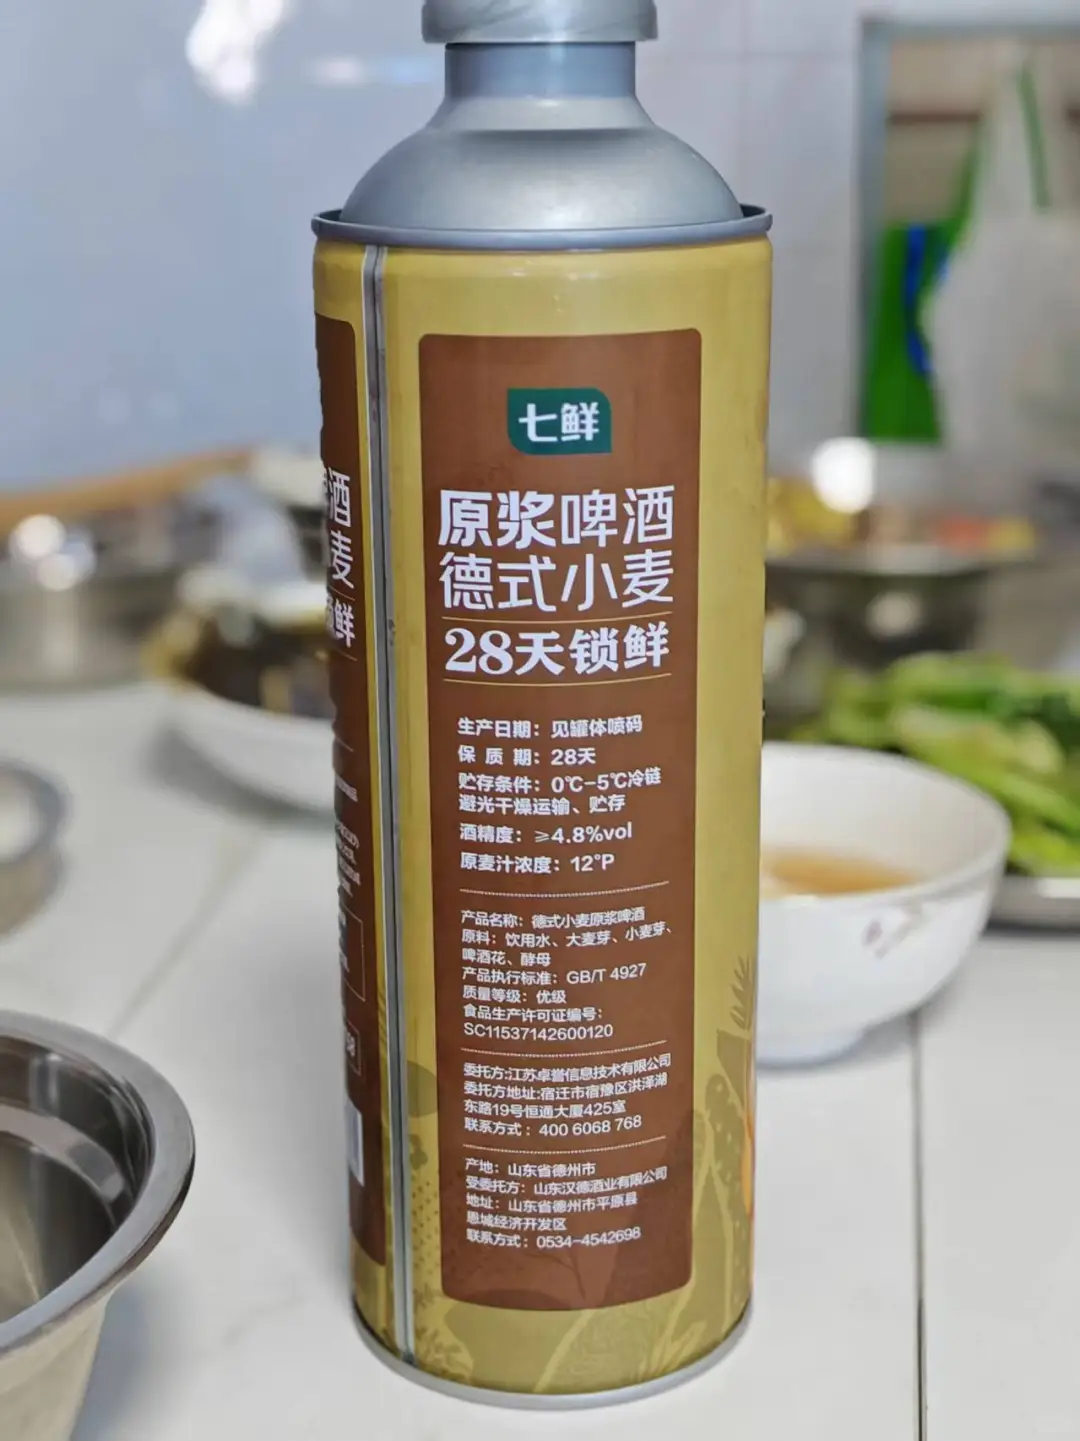 七鲜
原浆啤酒
德式小麦
28天锁鲜
生产日期：见罐体喷码
保 质 期：28天
贮存条件：0℃-5℃冷链
避光干燥运输、贮存
酒精度：≥4.8%vol
原麦汁浓度：12°P
产品名称：德式小麦原浆啤酒
原料：饮用水、大麦芽、小麦芽、
啤酒花、酵母
产品执行标准：GB/T 4927
质量等级：优级
食品生产许可证编号：
SC11537142600120
委托方:江苏卓誉信息技术有限公司
委托方地址:宿迁市宿豫区洪泽湖
东路19号恒通大厦425室
联系方式：400 6068 768
产地：山东省德州市
受委托方：山东汉德酒业有限公司
地址：山东省德州市平原县
恩城经济开发区
联系方式：0534-4542698
酒
麦
鲜